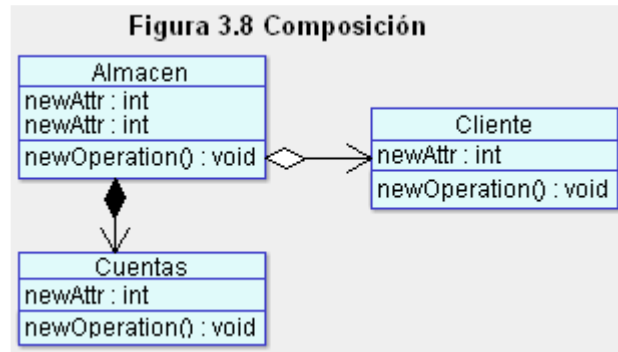 Figura 3.8 Composición
Almacen
newAttr : int
newAttr : int
newOperation() : void
Cliente
newAttr : int
newOperation() : void
Cuentas
newAttr : int
newOperation() : void